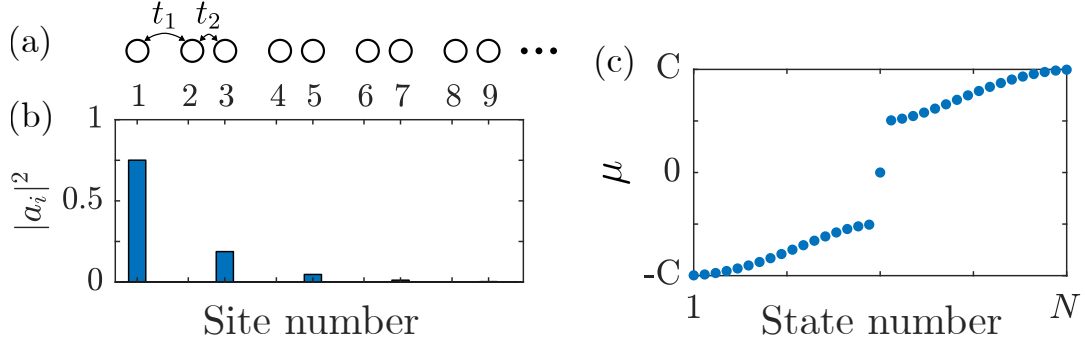 (a)
t₁ t₂
1 2 3 4 5 6 7 8 9
(b)
1
0.5
0
|aᵢ|²
Site number
(c)
C
0
-C
μ
1 N
State number